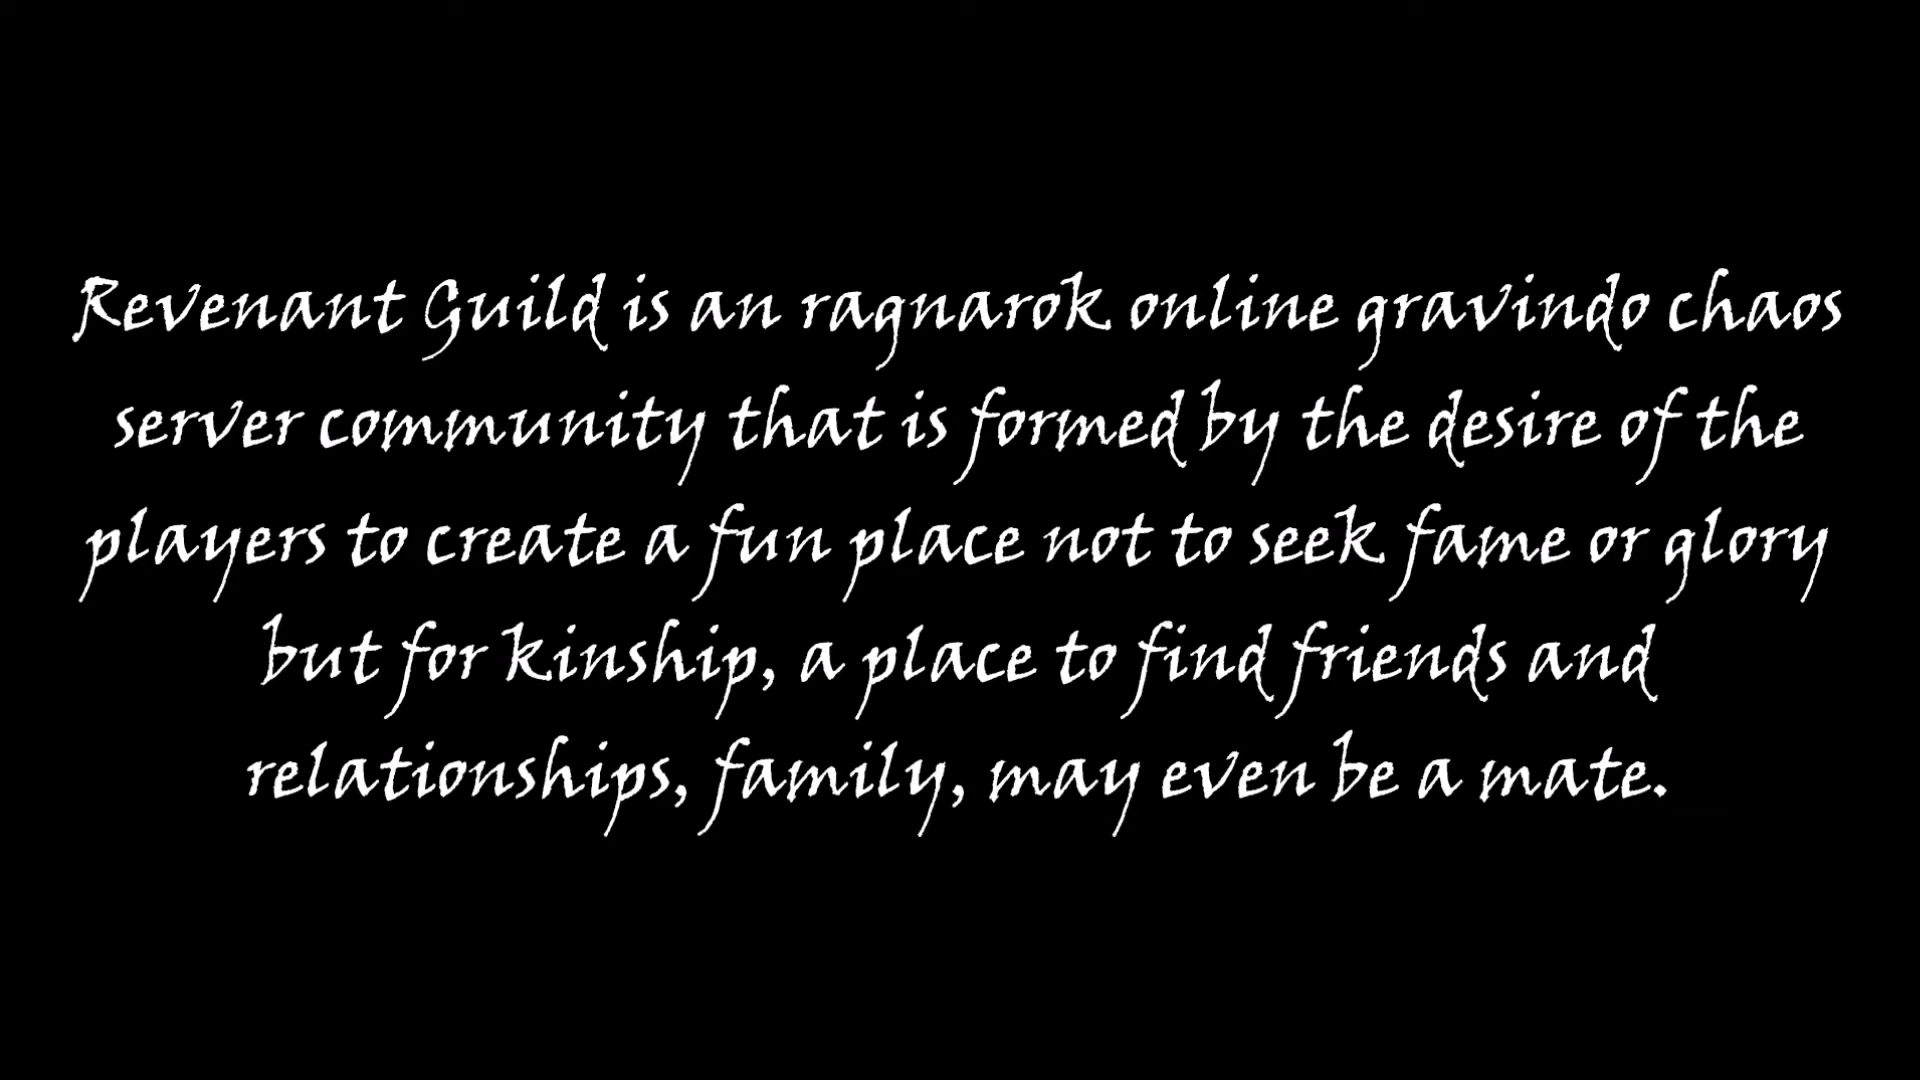 Revenant Guild is an ragnarok online gravindo chaos
server community that is formed by the desire of the
players to create a fun place not to seek fame or glory
but for kinship, a place to find friends and
relationships, family, may even be a mate.